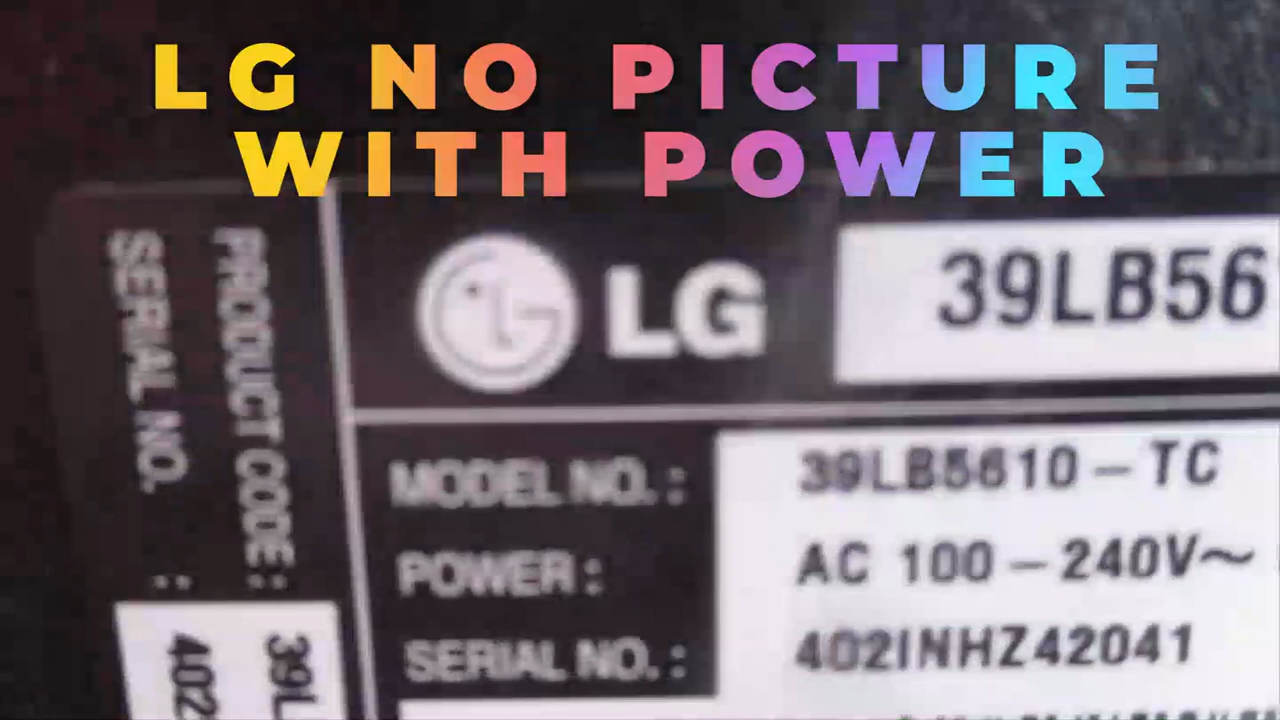 LG NO PICTURE
WITH POWER
LG 39LB56
MODEL NO. : 39LB5610-TC
POWER : AC 100-240V~
SERIAL NO. : 402INHZ42041
PRODUCT CODE : 39L
SERIAL NO. : 402